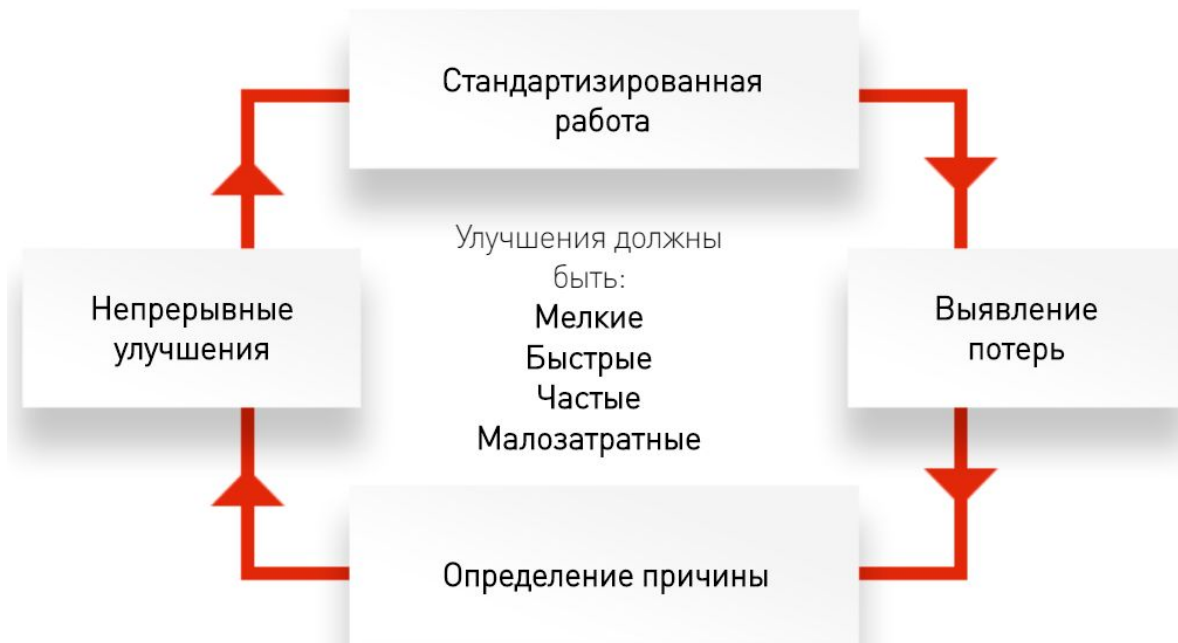 Стандартизированная
работа
Улучшения должны
быть:
Мелкие
Быстрые
Частые
Малозатратные
Непрерывные
улучшения
Выявление
потерь
Определение причины